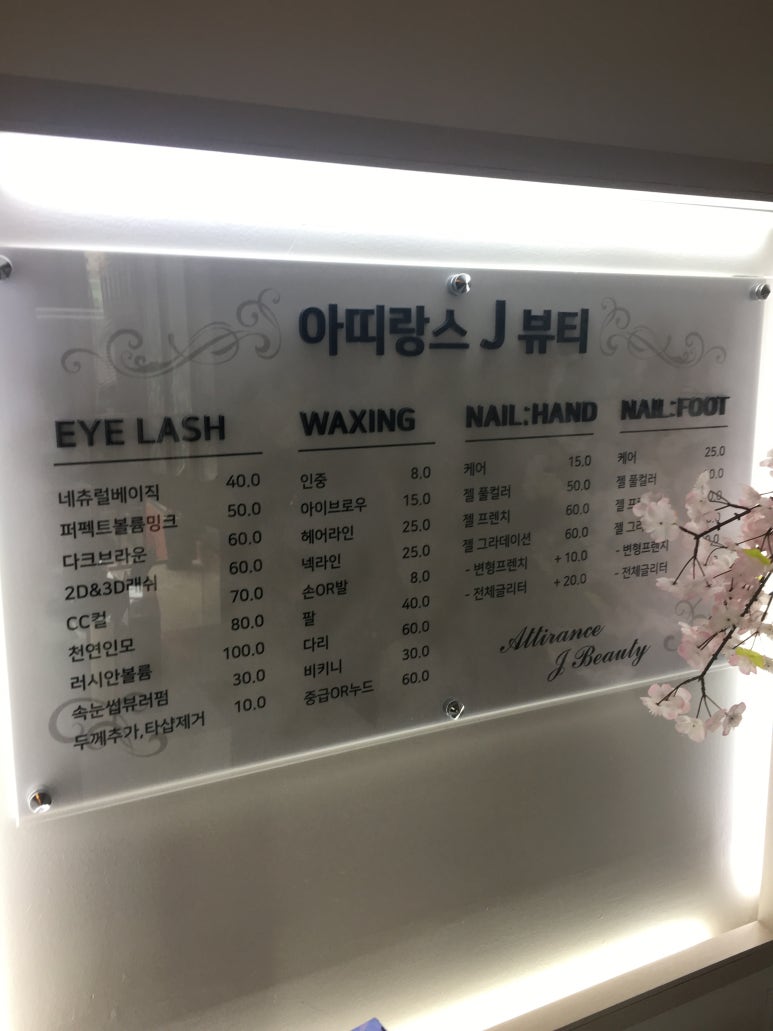 아띠랑스 J 뷰티
EYE LASH
네츄럴베이직 40.0
퍼펙트볼륨밍크 50.0
다크브라운 60.0
2D&3D래쉬 60.0
CC컬 70.0
천연인모 80.0
러시안볼륨 100.0
속눈썹뷰러펌 30.0
두께추가,타샵제거 10.0
WAXING
인중 8.0
아이브로우 15.0
헤어라인 25.0
넥라인 25.0
손OR발 8.0
팔 40.0
다리 60.0
비키니 30.0
중급OR누드 60.0
NAIL:HAND
케어 15.0
젤 풀컬러 50.0
젤 프렌치 60.0
젤 그라데이션 60.0
- 변형프렌치 + 10.0
- 전체글리터 + 20.0
NAIL:FOOT
케어 25.0
젤 풀컬러
젤
젤
- 변형프렌치
- 전체글리터
Attirance
J Beauty